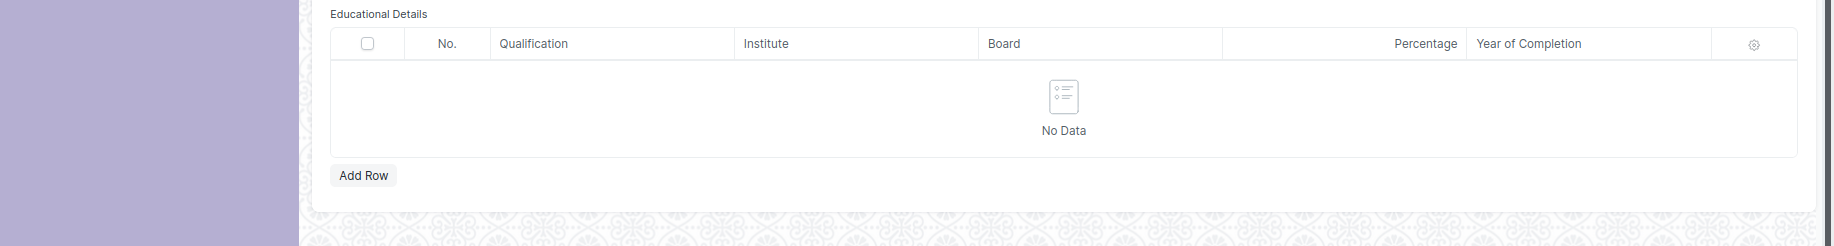 Educational Details
No. Qualification Institute Board Percentage Year of Completion
No Data
Add Row